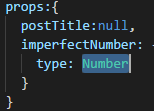 props:{
  postTitle:null,
  imperfectNumber: {
    type: Number
  }
}